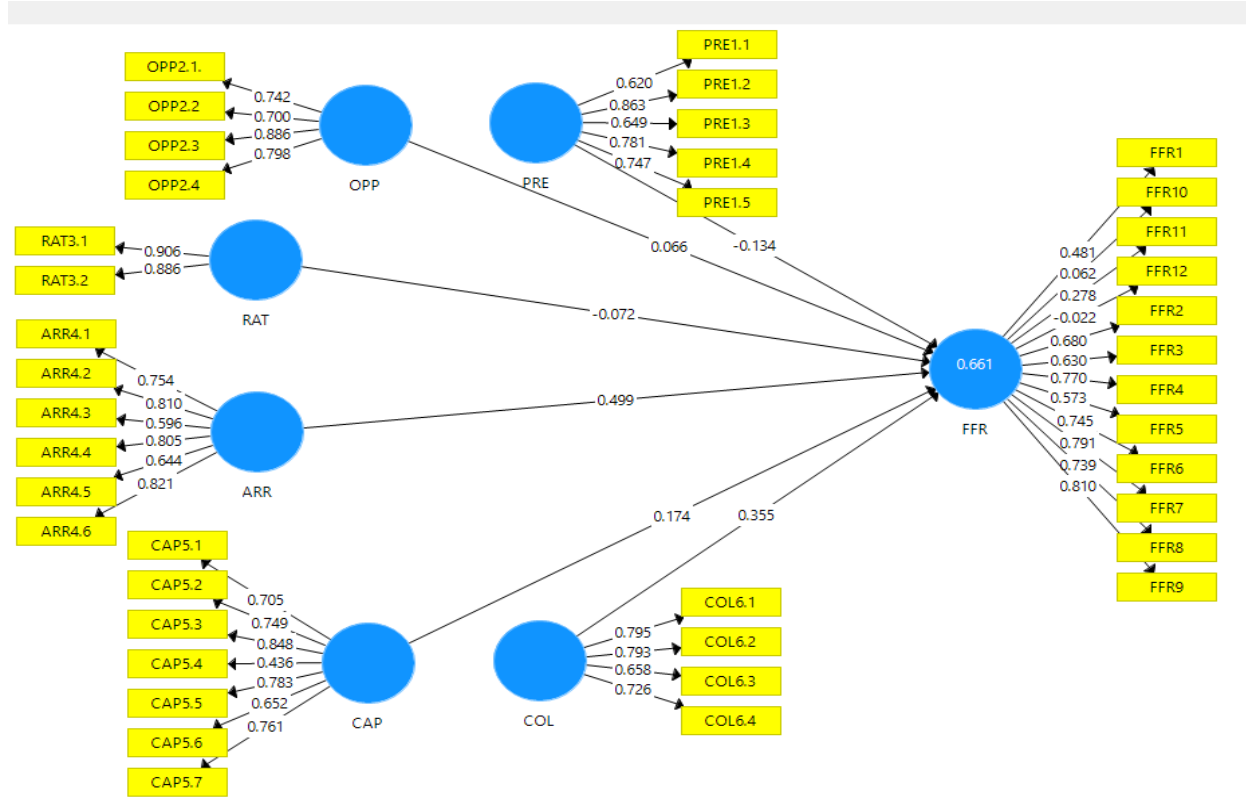 OPP2.1.
OPP2.2
OPP2.3
OPP2.4
0.742
0.700
0.886
0.798
OPP
PRE1.1
PRE1.2
PRE1.3
PRE1.4
PRE1.5
0.620
0.863
0.649
0.781
0.747
PRE
RAT3.1
RAT3.2
0.906
0.886
RAT
ARR4.1
ARR4.2
ARR4.3
ARR4.4
ARR4.5
ARR4.6
0.754
0.810
0.596
0.805
0.644
0.821
ARR
CAP5.1
CAP5.2
CAP5.3
CAP5.4
CAP5.5
CAP5.6
CAP5.7
0.705
0.749
0.848
0.436
0.783
0.652
0.761
CAP
COL6.1
COL6.2
COL6.3
COL6.4
0.795
0.793
0.658
0.726
COL
0.066
-0.134
-0.072
0.499
0.174
0.355
0.661
FFR
0.481
0.062
0.278
-0.022
0.680
0.630
0.770
0.573
0.745
0.791
0.739
0.810
FFR1
FFR10
FFR11
FFR12
FFR2
FFR3
FFR4
FFR5
FFR6
FFR7
FFR8
FFR9